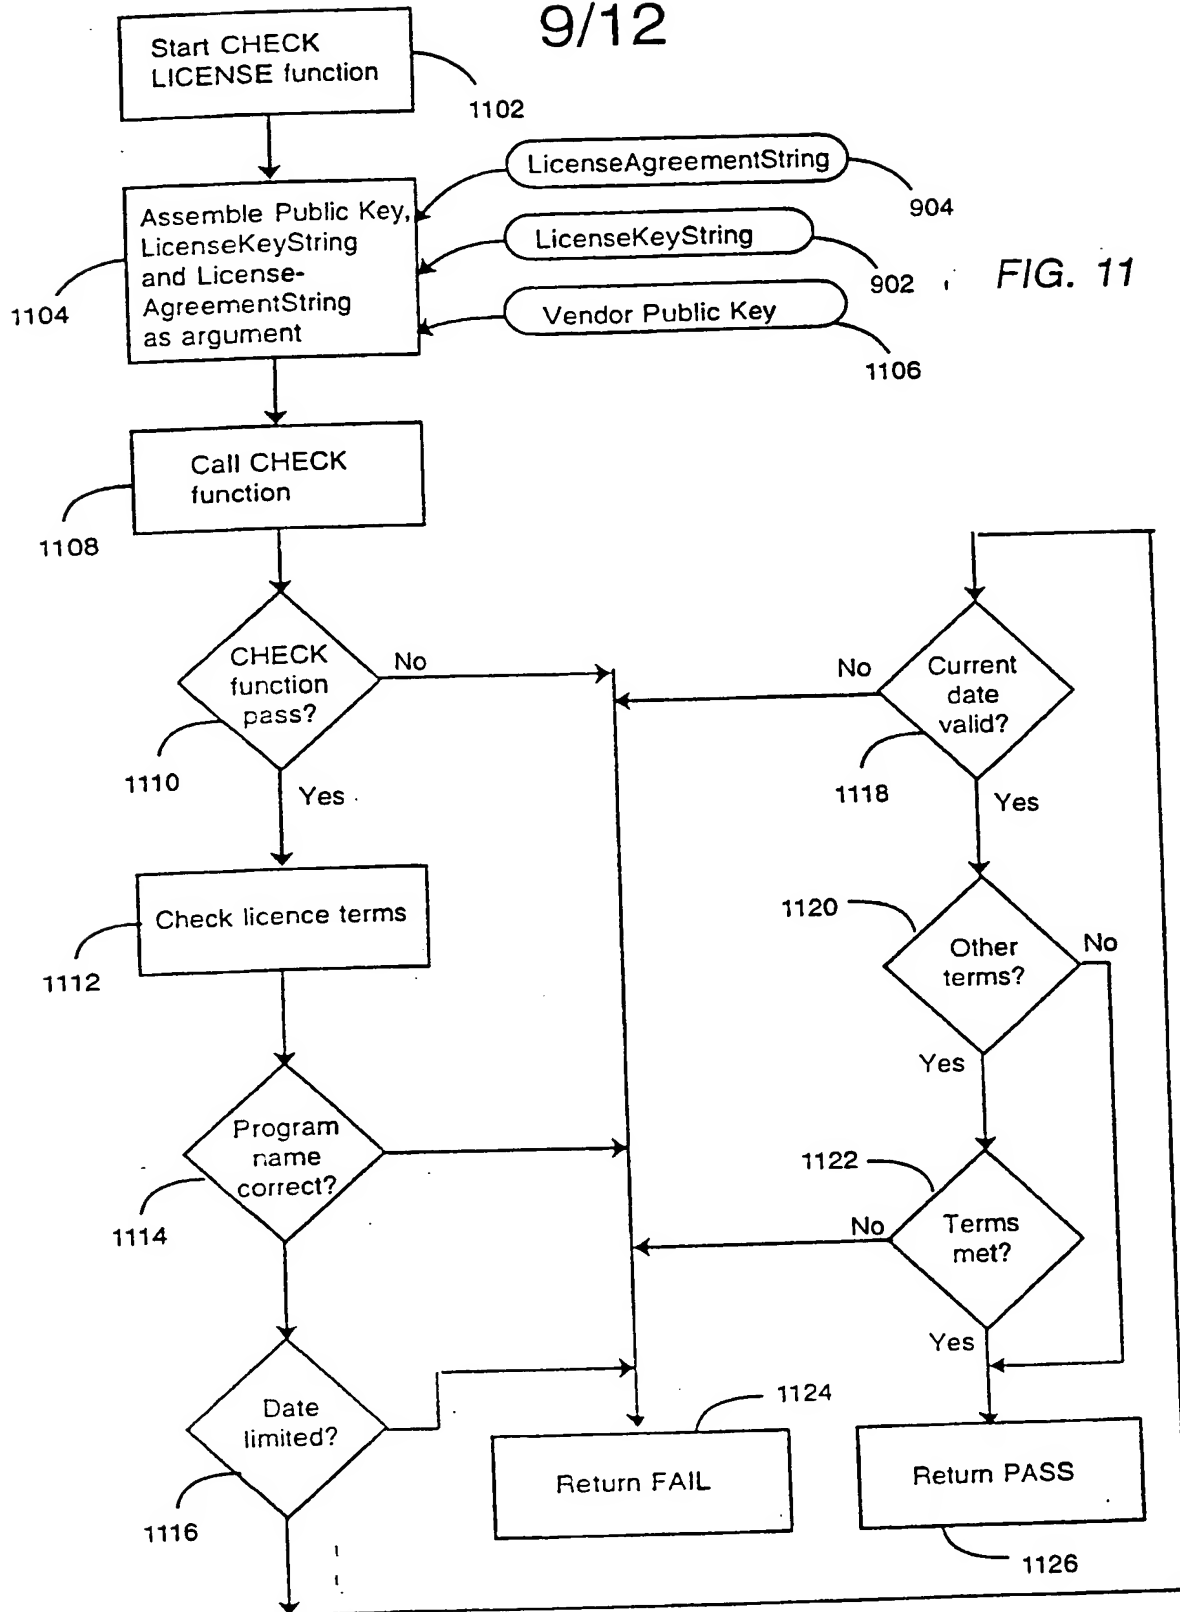 9/12
Start CHECK
LICENSE function
1102
LicenseAgreementString
904
Assemble Public Key,
LicenseKeyString
and License-
AgreementString
as argument
1104
LicenseKeyString
902
FIG. 11
Vendor Public Key
1106
Call CHECK
function
1108
CHECK
function
pass?
No
1110
Yes
No
Current
date
valid?
1118
Yes
Check licence terms
1112
1120
Other
terms?
No
Yes
Program
name
correct?
1114
1122
No
Terms
met?
Yes
Date
limited?
1116
1124
Return FAIL
Return PASS
1126